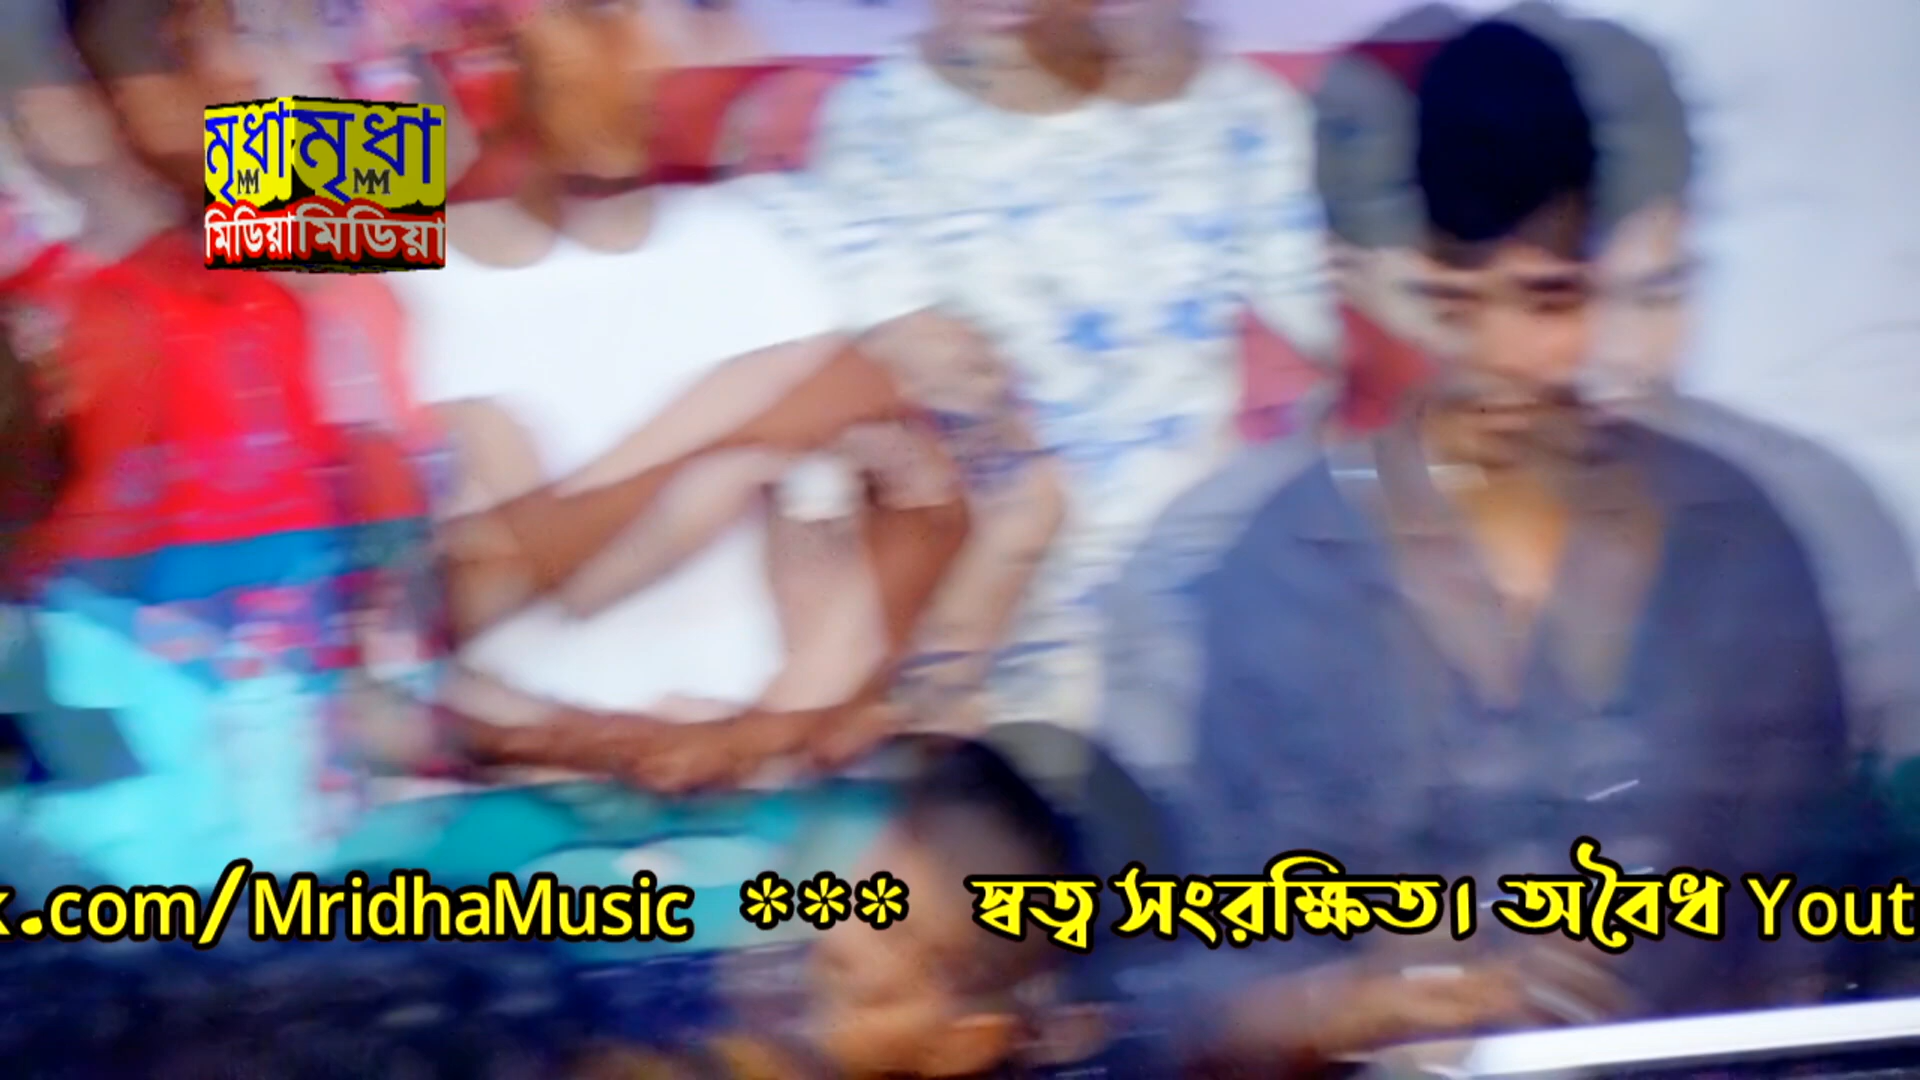 মৃধা মৃধা
MM MM
মিডিয়া মিডিয়া
k.com/MridhaMusic *** স্বত্ব সংরক্ষিত। অবৈধ Yout